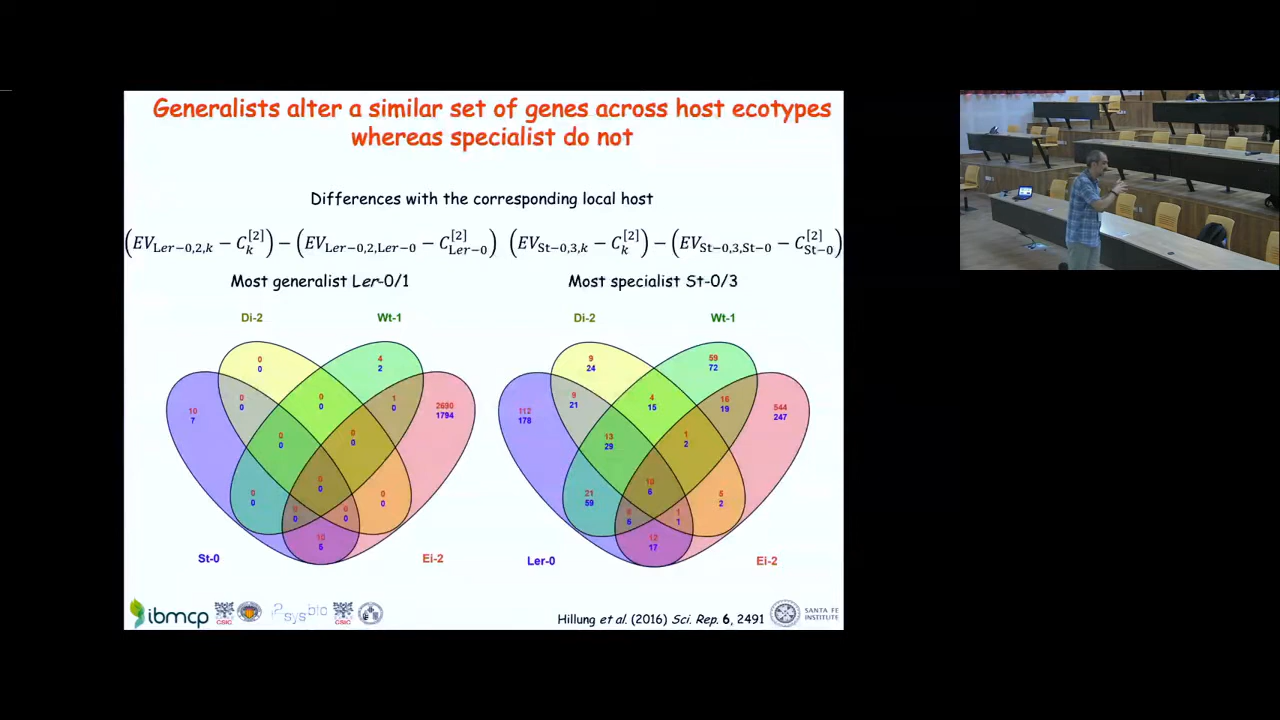 Generalists alter a similar set of genes across host ecotypes
whereas specialist do not
Differences with the corresponding local host
(EV_Ler−0,2,k − C_k^[2]) − (EV_Ler−0,2,Ler−0 − C_Ler−0^[2]) (EV_St−0,3,k − C_k^[2]) − (EV_St−0,3,St−0 − C_St−0^[2])
Most generalist Ler-0/1
Most specialist St-0/3
Di-2
Wt-1
0
0
4
2
10
7
0
0
0
0
1
0
2690
1794
0
0
0
0
0
0
0
0
0
0
0
0
10
5
St-0
Ei-2
Di-2
Wt-1
9
24
59
72
112
178
9
21
4
15
16
19
544
247
13
29
1
2
10
6
21
59
5
2
6
1
1
12
17
Ler-0
Ei-2
ibmcp
CSIC
sysbio
CSIC
Hillung et al. (2016) Sci. Rep. 6, 2491
SANTA FE
INSTITUTE